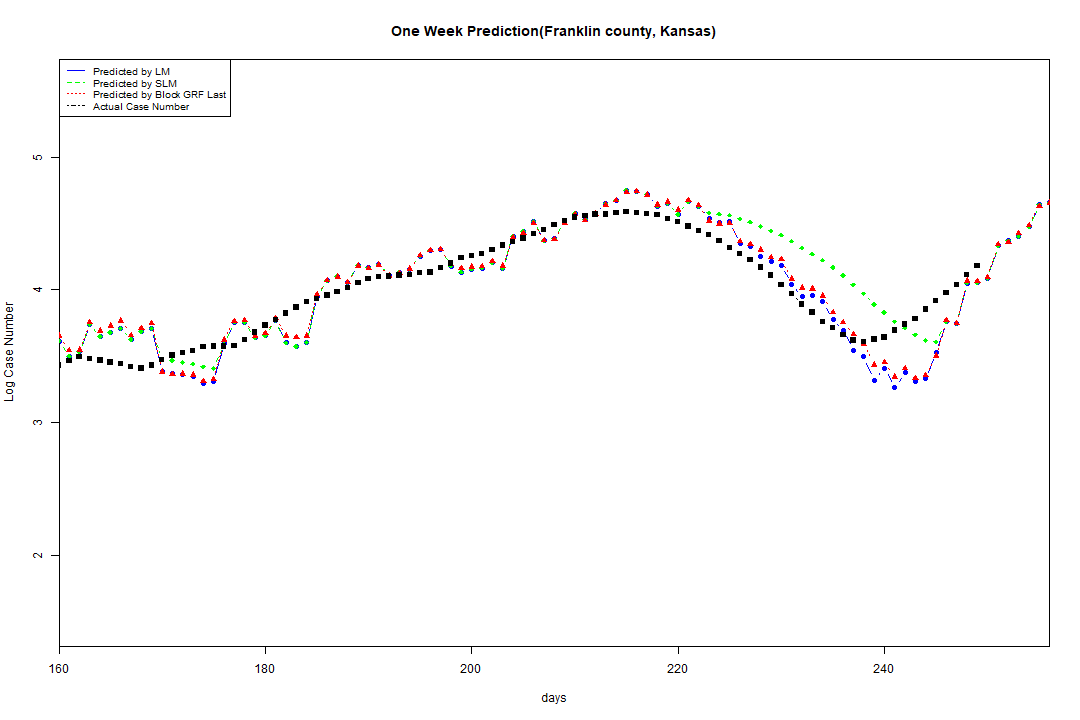 One Week Prediction(Franklin county, Kansas)
Predicted by LM
Predicted by SLM
Predicted by Block GRF Last
Actual Case Number
5
4
3
2
Log Case Number
160 180 200 220 240
days